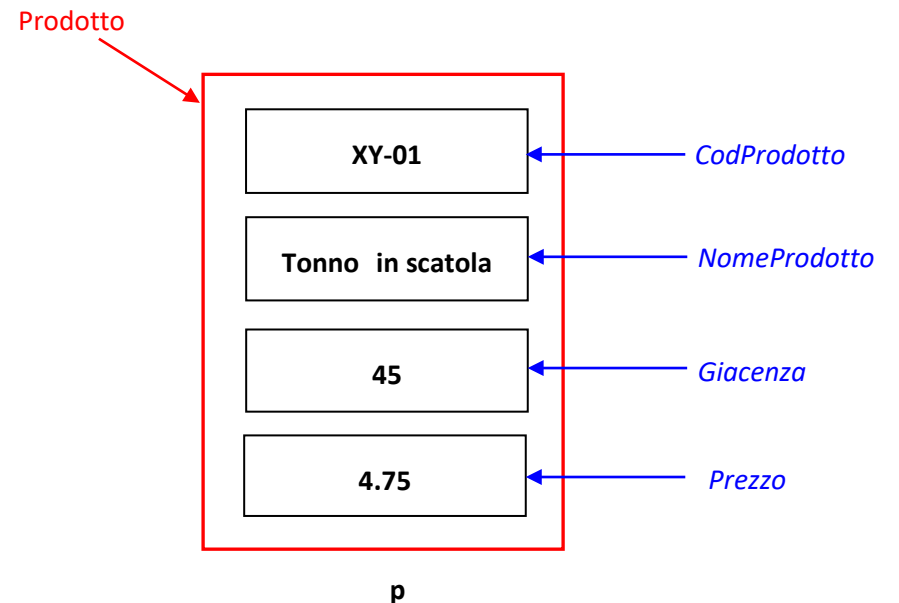 Prodotto
XY-01
CodProdotto
Tonno in scatola
NomeProdotto
45
Giacenza
4.75
Prezzo
p